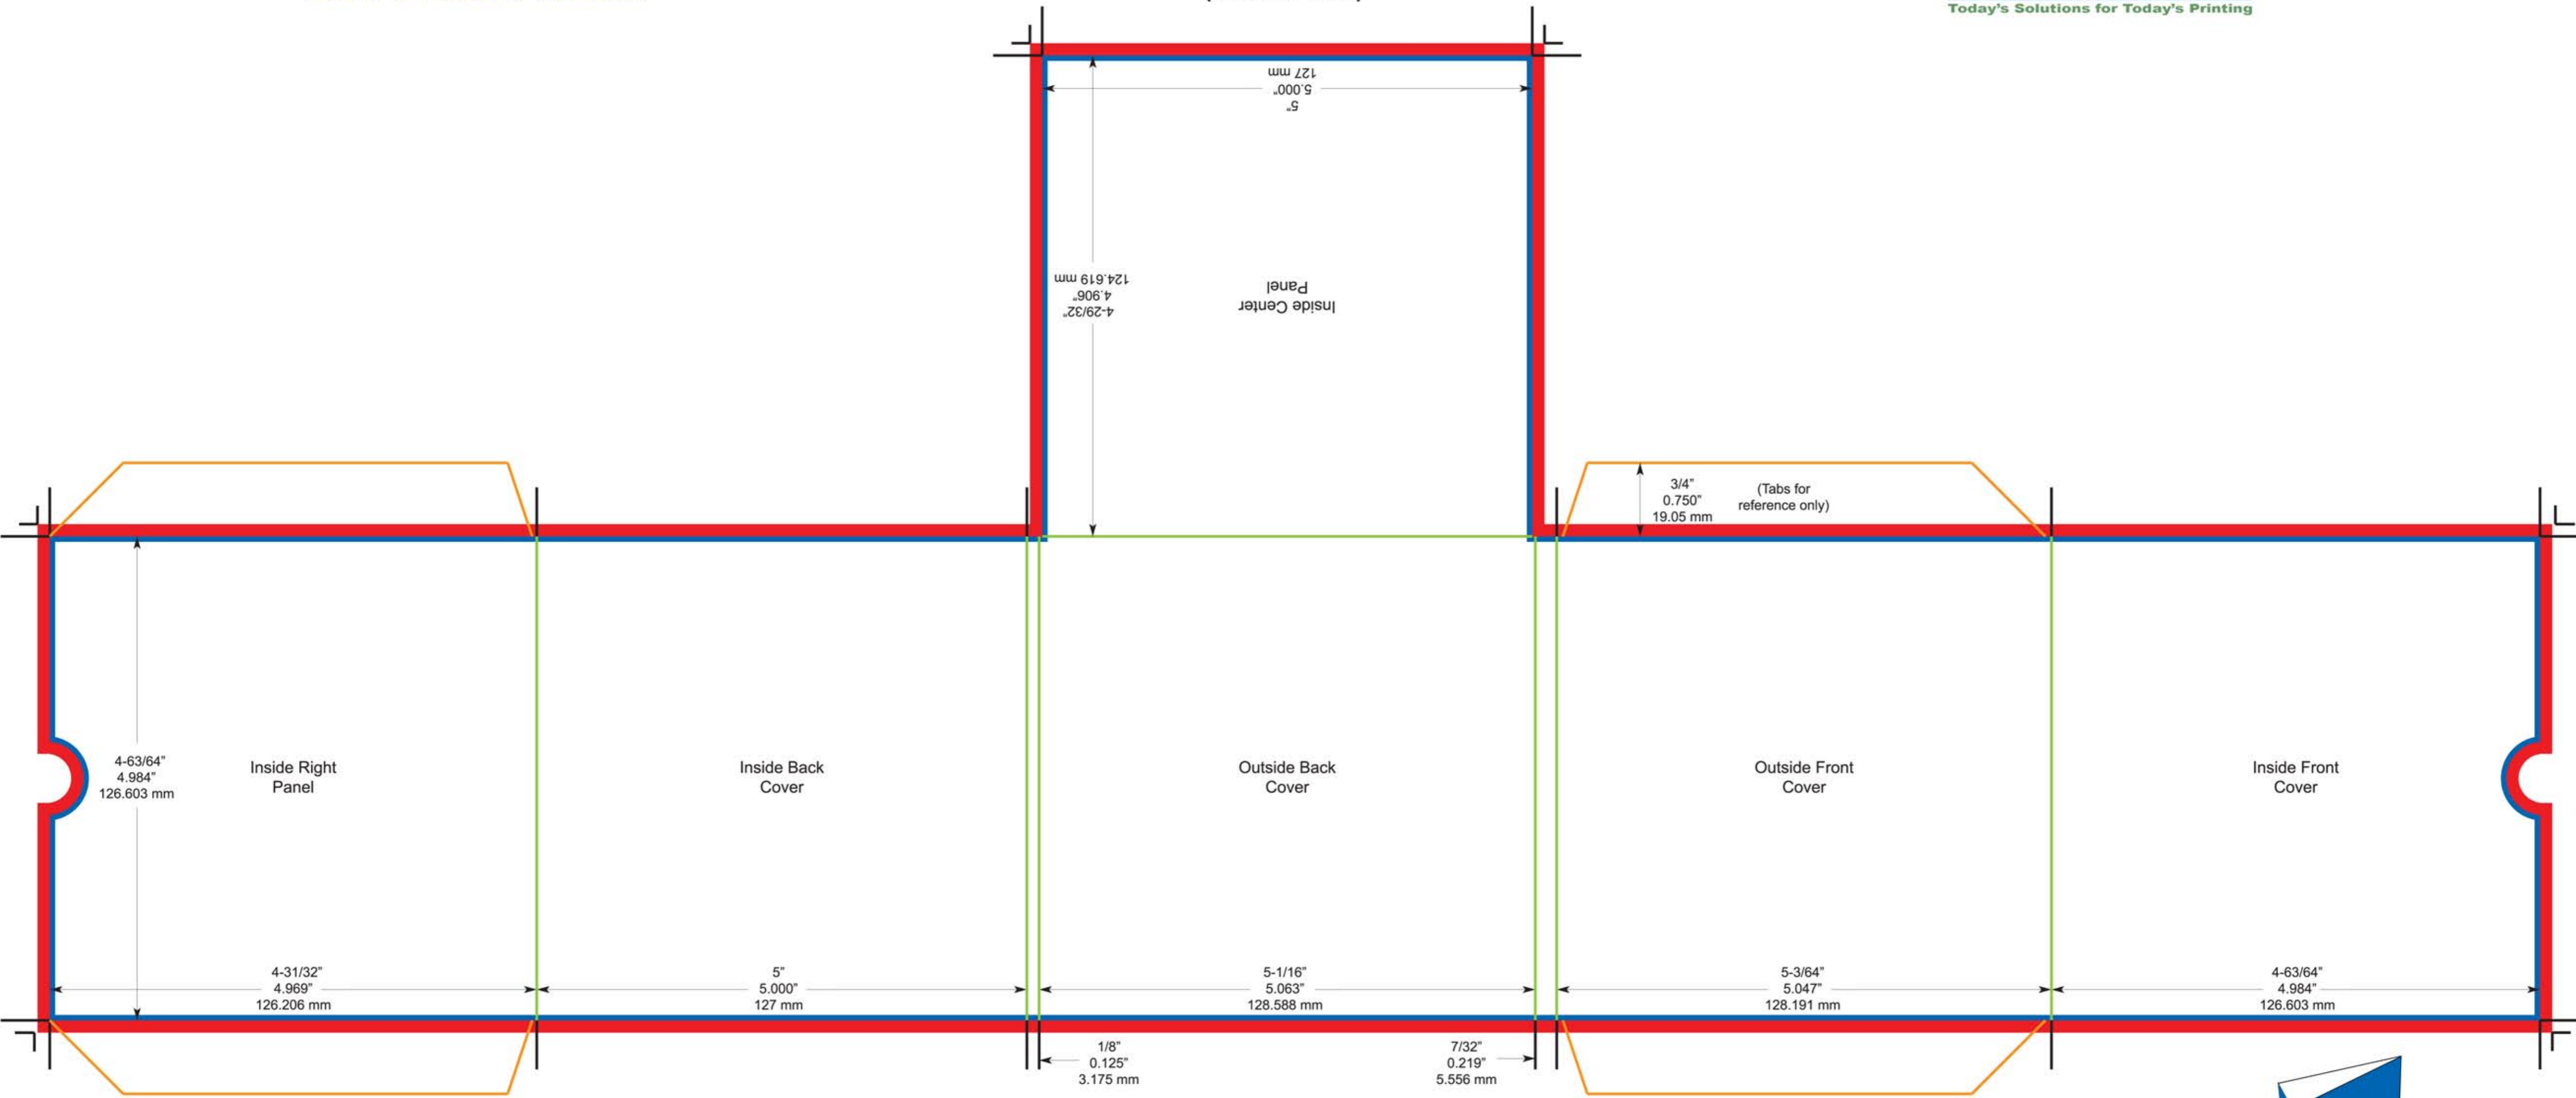 Today's Solutions for Today's Printing
127 mm
5.000"
5"
124.619 mm
4.906"
4-29/32"
Inside Center
Panel
3/4"
0.750"
19.05 mm
(Tabs for
reference only)
4-63/64"
4.984"
126.603 mm
Inside Right
Panel
Inside Back
Cover
Outside Back
Cover
Outside Front
Cover
Inside Front
Cover
4-31/32"
4.969"
126.206 mm
5"
5.000"
127 mm
5-1/16"
5.063"
128.588 mm
5-3/64"
5.047"
128.191 mm
4-63/64"
4.984"
126.603 mm
1/8"
0.125"
3.175 mm
7/32"
0.219"
5.556 mm